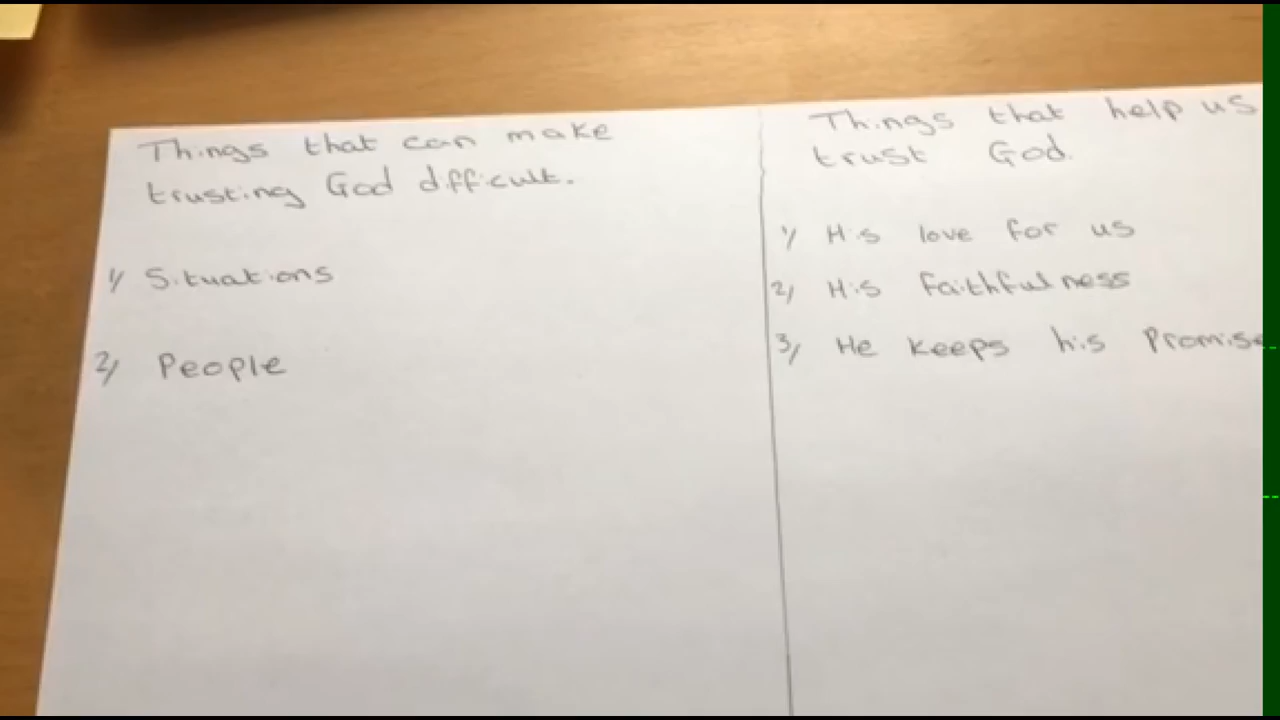 Things that can make
trusting God difficult.
1) Situations
2) People
Things that help us
trust God.
1) His love for us
2) His faithfulness
3) He keeps his Promise